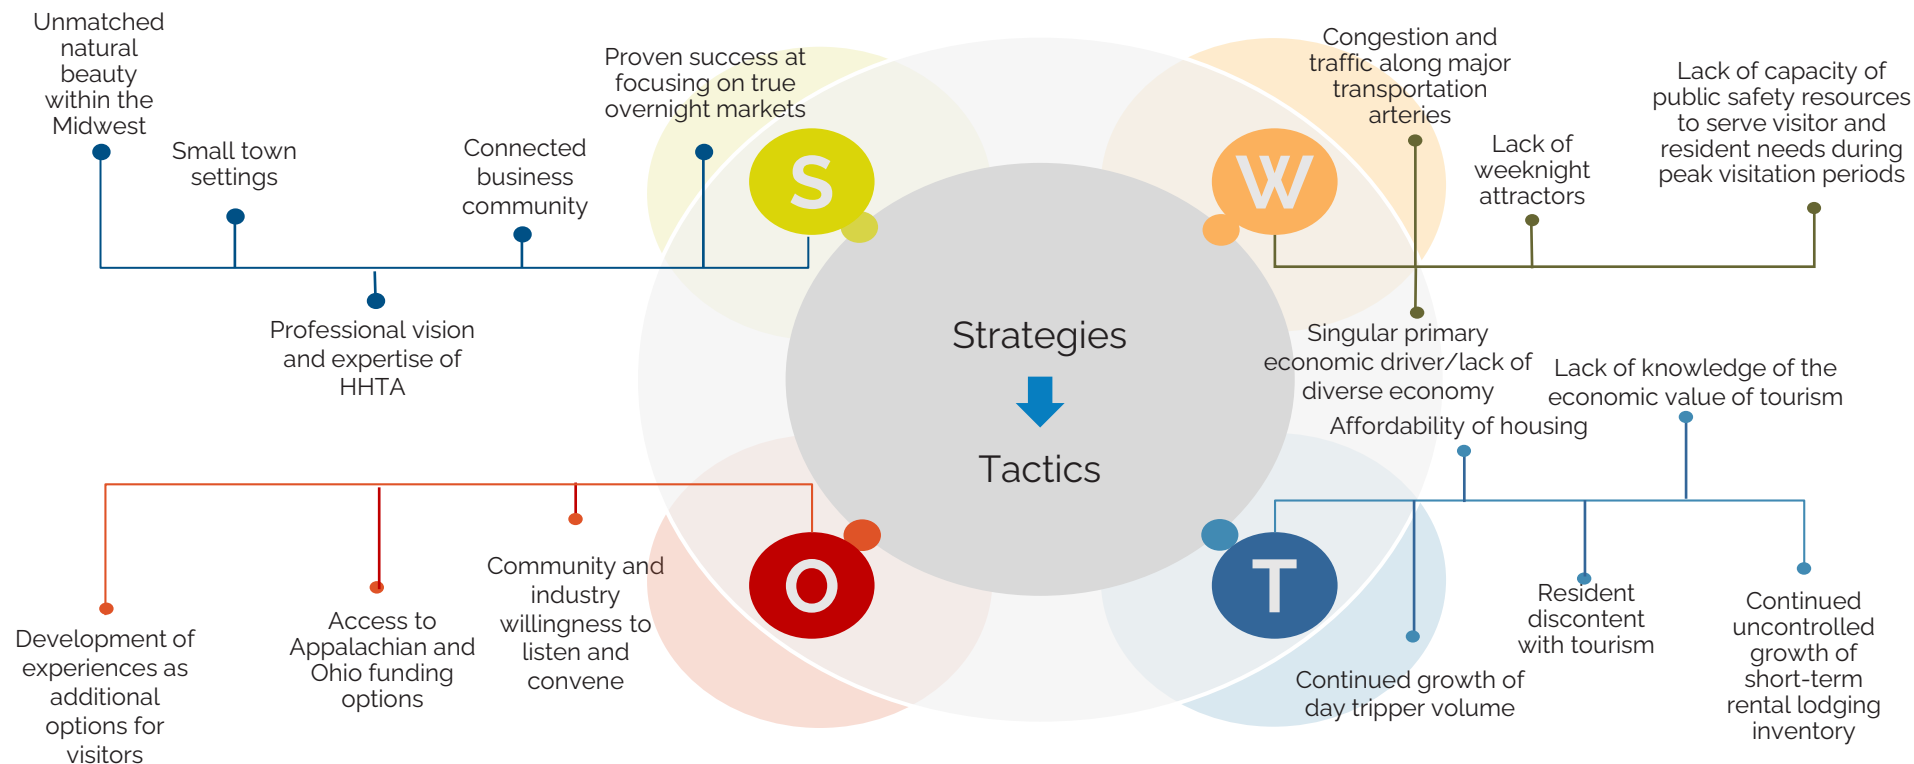 Unmatched
natural
beauty
within the
Midwest
Small town
settings
Professional vision
and expertise of
HHTA
Connected
business
community
Proven success at
focusing on true
overnight markets
S
W
Congestion and
traffic along major
transportation
arteries
Lack of
weeknight
attractors
Lack of capacity of
public safety resources
to serve visitor and
resident needs during
peak visitation periods
Singular primary
economic driver/lack of
diverse economy
Strategies
Tactics
O
Development of
experiences as
additional
options for
visitors
Access to
Appalachian and
Ohio funding
options
Community and
industry
willingness to
listen and
convene
T
Affordability of housing
Lack of knowledge of the
economic value of tourism
Continued growth of
day tripper volume
Resident
discontent
with tourism
Continued
uncontrolled
growth of
short-term
rental lodging
inventory